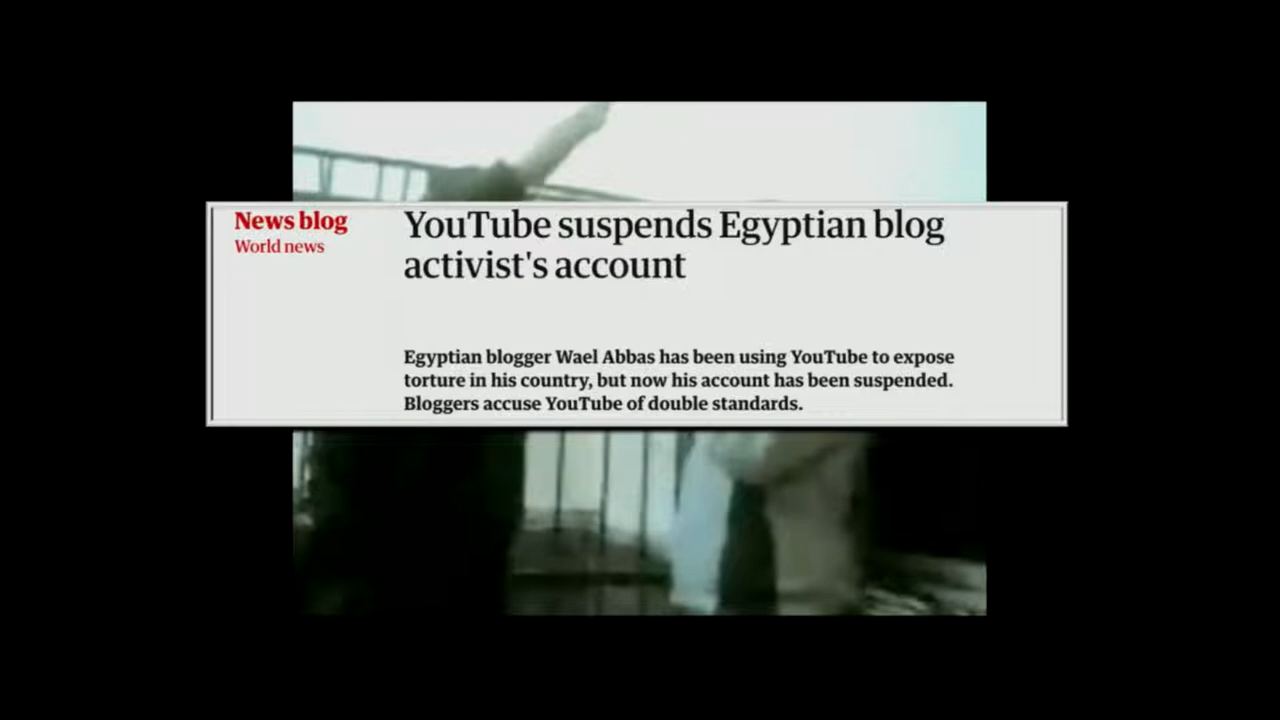 News blog
World news
YouTube suspends Egyptian blog
activist's account
Egyptian blogger Wael Abbas has been using YouTube to expose
torture in his country, but now his account has been suspended.
Bloggers accuse YouTube of double standards.